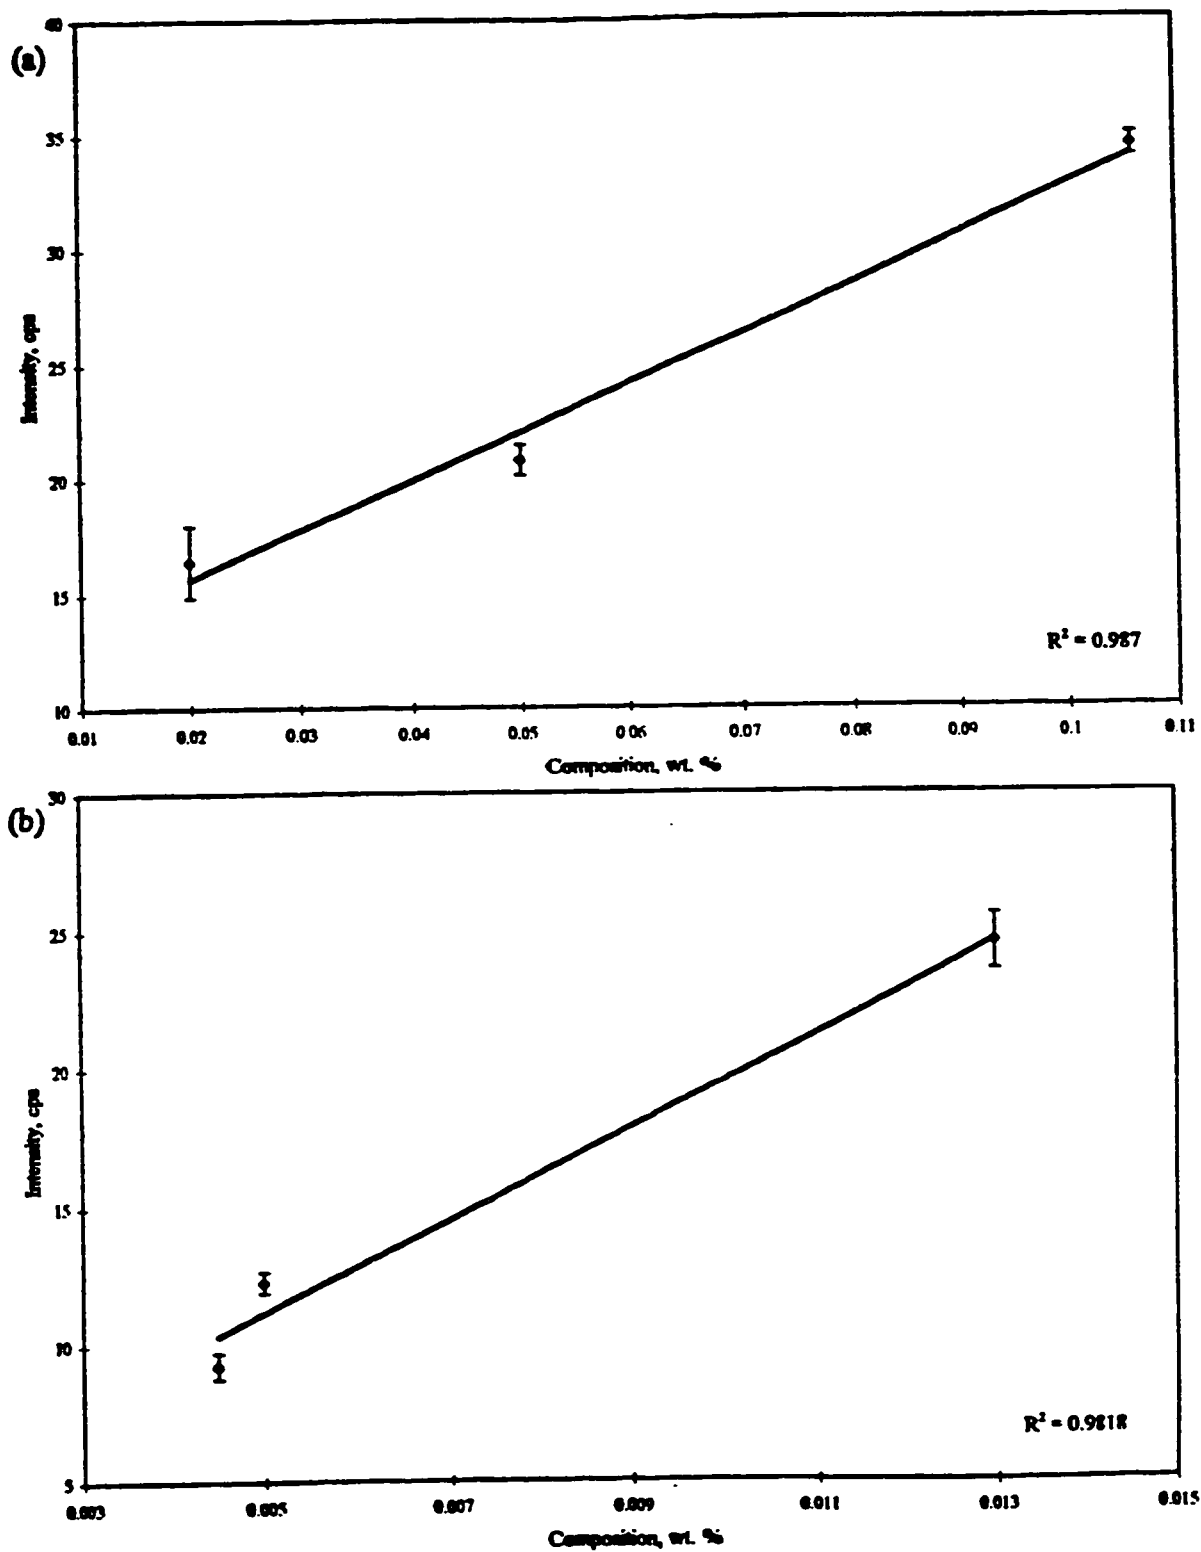 (a)
40
35
30
25
20
15
10
Intensity, cps
0.01 0.02 0.03 0.04 0.05 0.06 0.07 0.08 0.09 0.1 0.11
Composition, wt. %
R² = 0.987
(b)
30
25
20
15
10
5
Intensity, cps
0.003 0.005 0.007 0.009 0.011 0.013 0.015
Composition, wt. %
R² = 0.9818